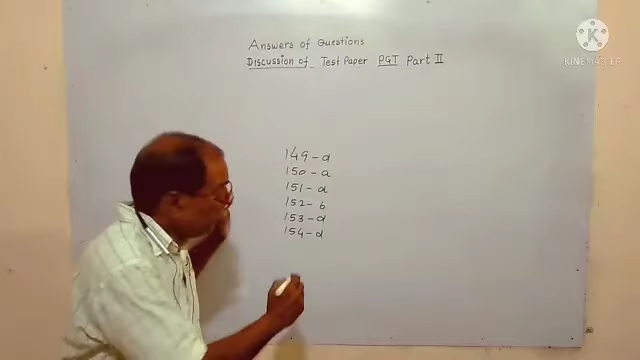 Answers of Questions
Discussion of Test Paper PGT Part II
149-d
150-a
151-a
152-b
153-d
154-d
KINEMASTER